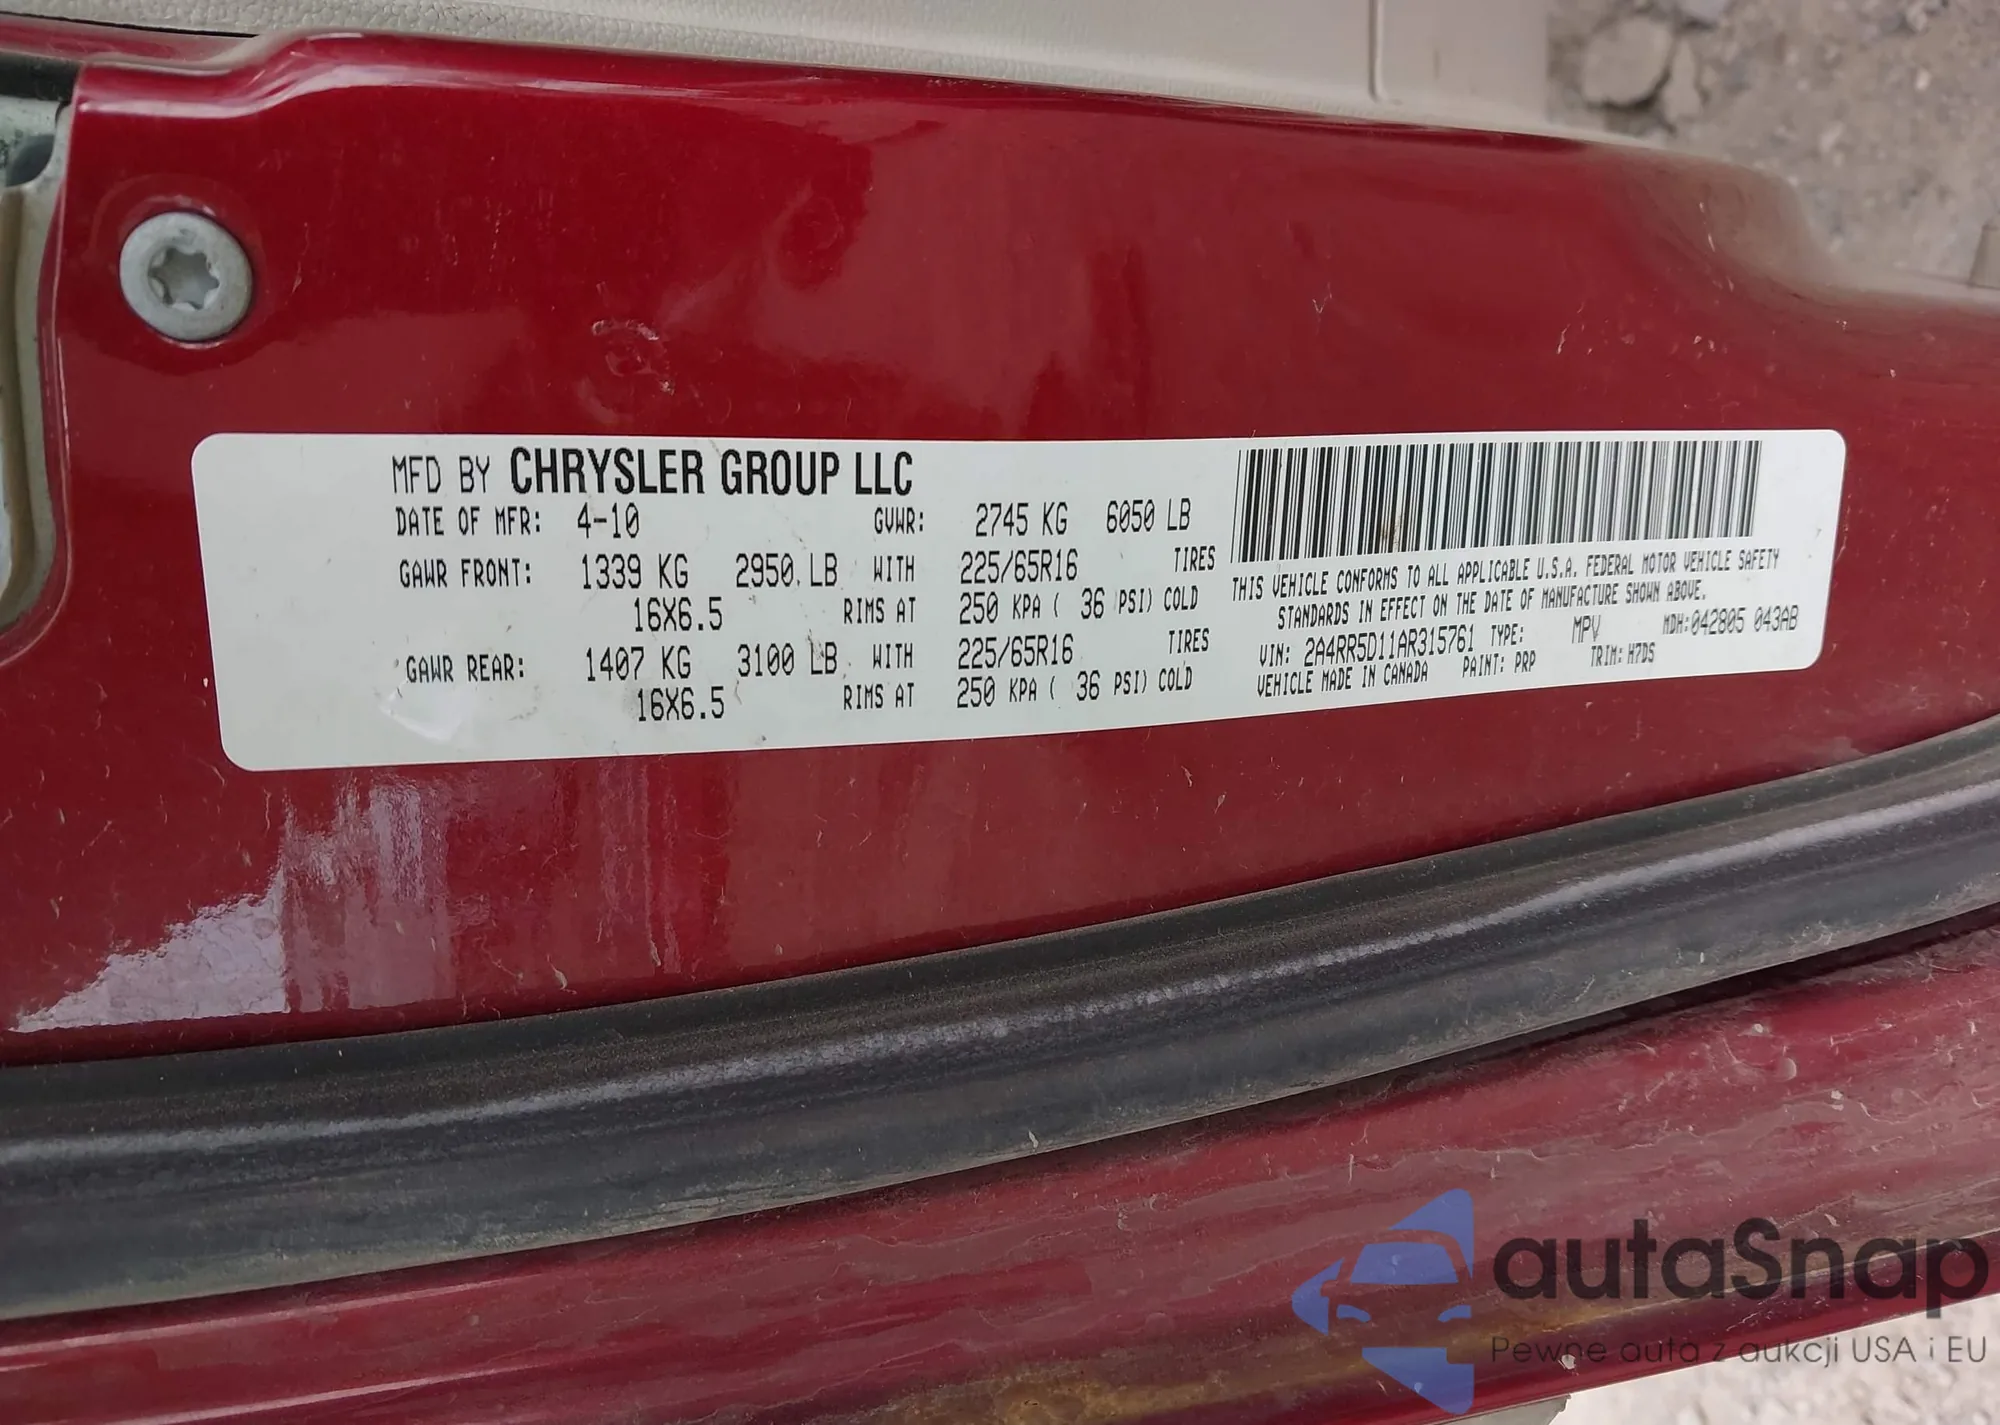 MFD BY CHRYSLER GROUP LLC
DATE OF MFR: 4-10 GVWR: 2745 KG 6050 LB
GAWR FRONT: 1339 KG 2950 LB WITH 225/65R16 TIRES
16X6.5 RIMS AT 250 KPA ( 36 PSI) COLD
GAWR REAR: 1407 KG 3100 LB WITH 225/65R16 TIRES
16X6.5 RIMS AT 250 KPA ( 36 PSI) COLD
THIS VEHICLE CONFORMS TO ALL APPLICABLE U.S.A. FEDERAL MOTOR VEHICLE SAFETY
STANDARDS IN EFFECT ON THE DATE OF MANUFACTURE SHOWN ABOVE.
MDH:042805 043AB
VIN: 2A4RR5D11AR315761 TYPE: MPV
VEHICLE MADE IN CANADA PAINT: PRP TRIM: H7DS
autaSnap
Pewne auta z aukcji USA i EU